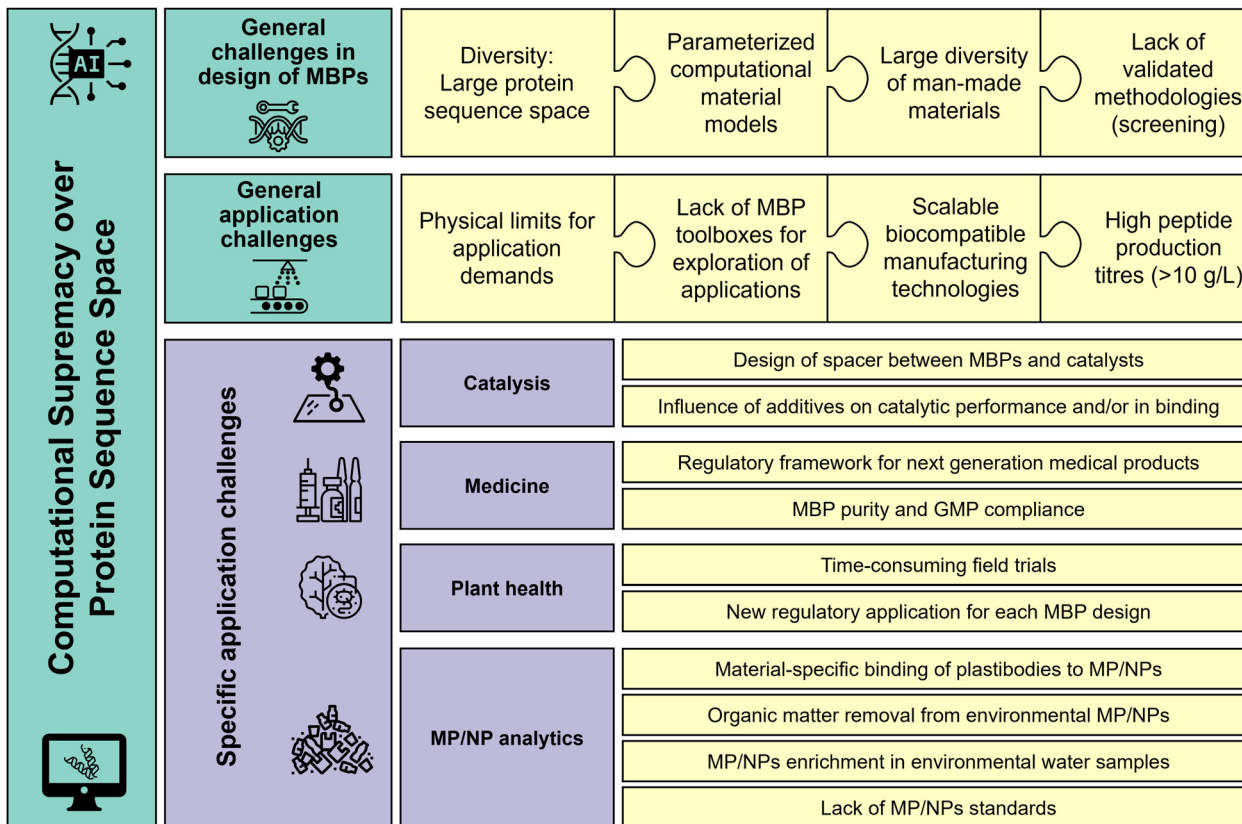 Computational Supremacy over
Protein Sequence Space
AI
General
challenges in
design of MBPs
Diversity:
Large protein
sequence space
Parameterized
computational
material
models
Large diversity
of man-made
materials
Lack of
validated
methodologies
(screening)
General
application
challenges
Physical limits for
application
demands
Lack of MBP
toolboxes for
exploration of
applications
Scalable
biocompatible
manufacturing
technologies
High peptide
production
titres (>10 g/L)
Specific application challenges
Catalysis
Design of spacer between MBPs and catalysts
Influence of additives on catalytic performance and/or in binding
Medicine
Regulatory framework for next generation medical products
MBP purity and GMP compliance
Plant health
Time-consuming field trials
New regulatory application for each MBP design
MP/NP analytics
Material-specific binding of plastibodies to MP/NPs
Organic matter removal from environmental MP/NPs
MP/NPs enrichment in environmental water samples
Lack of MP/NPs standards